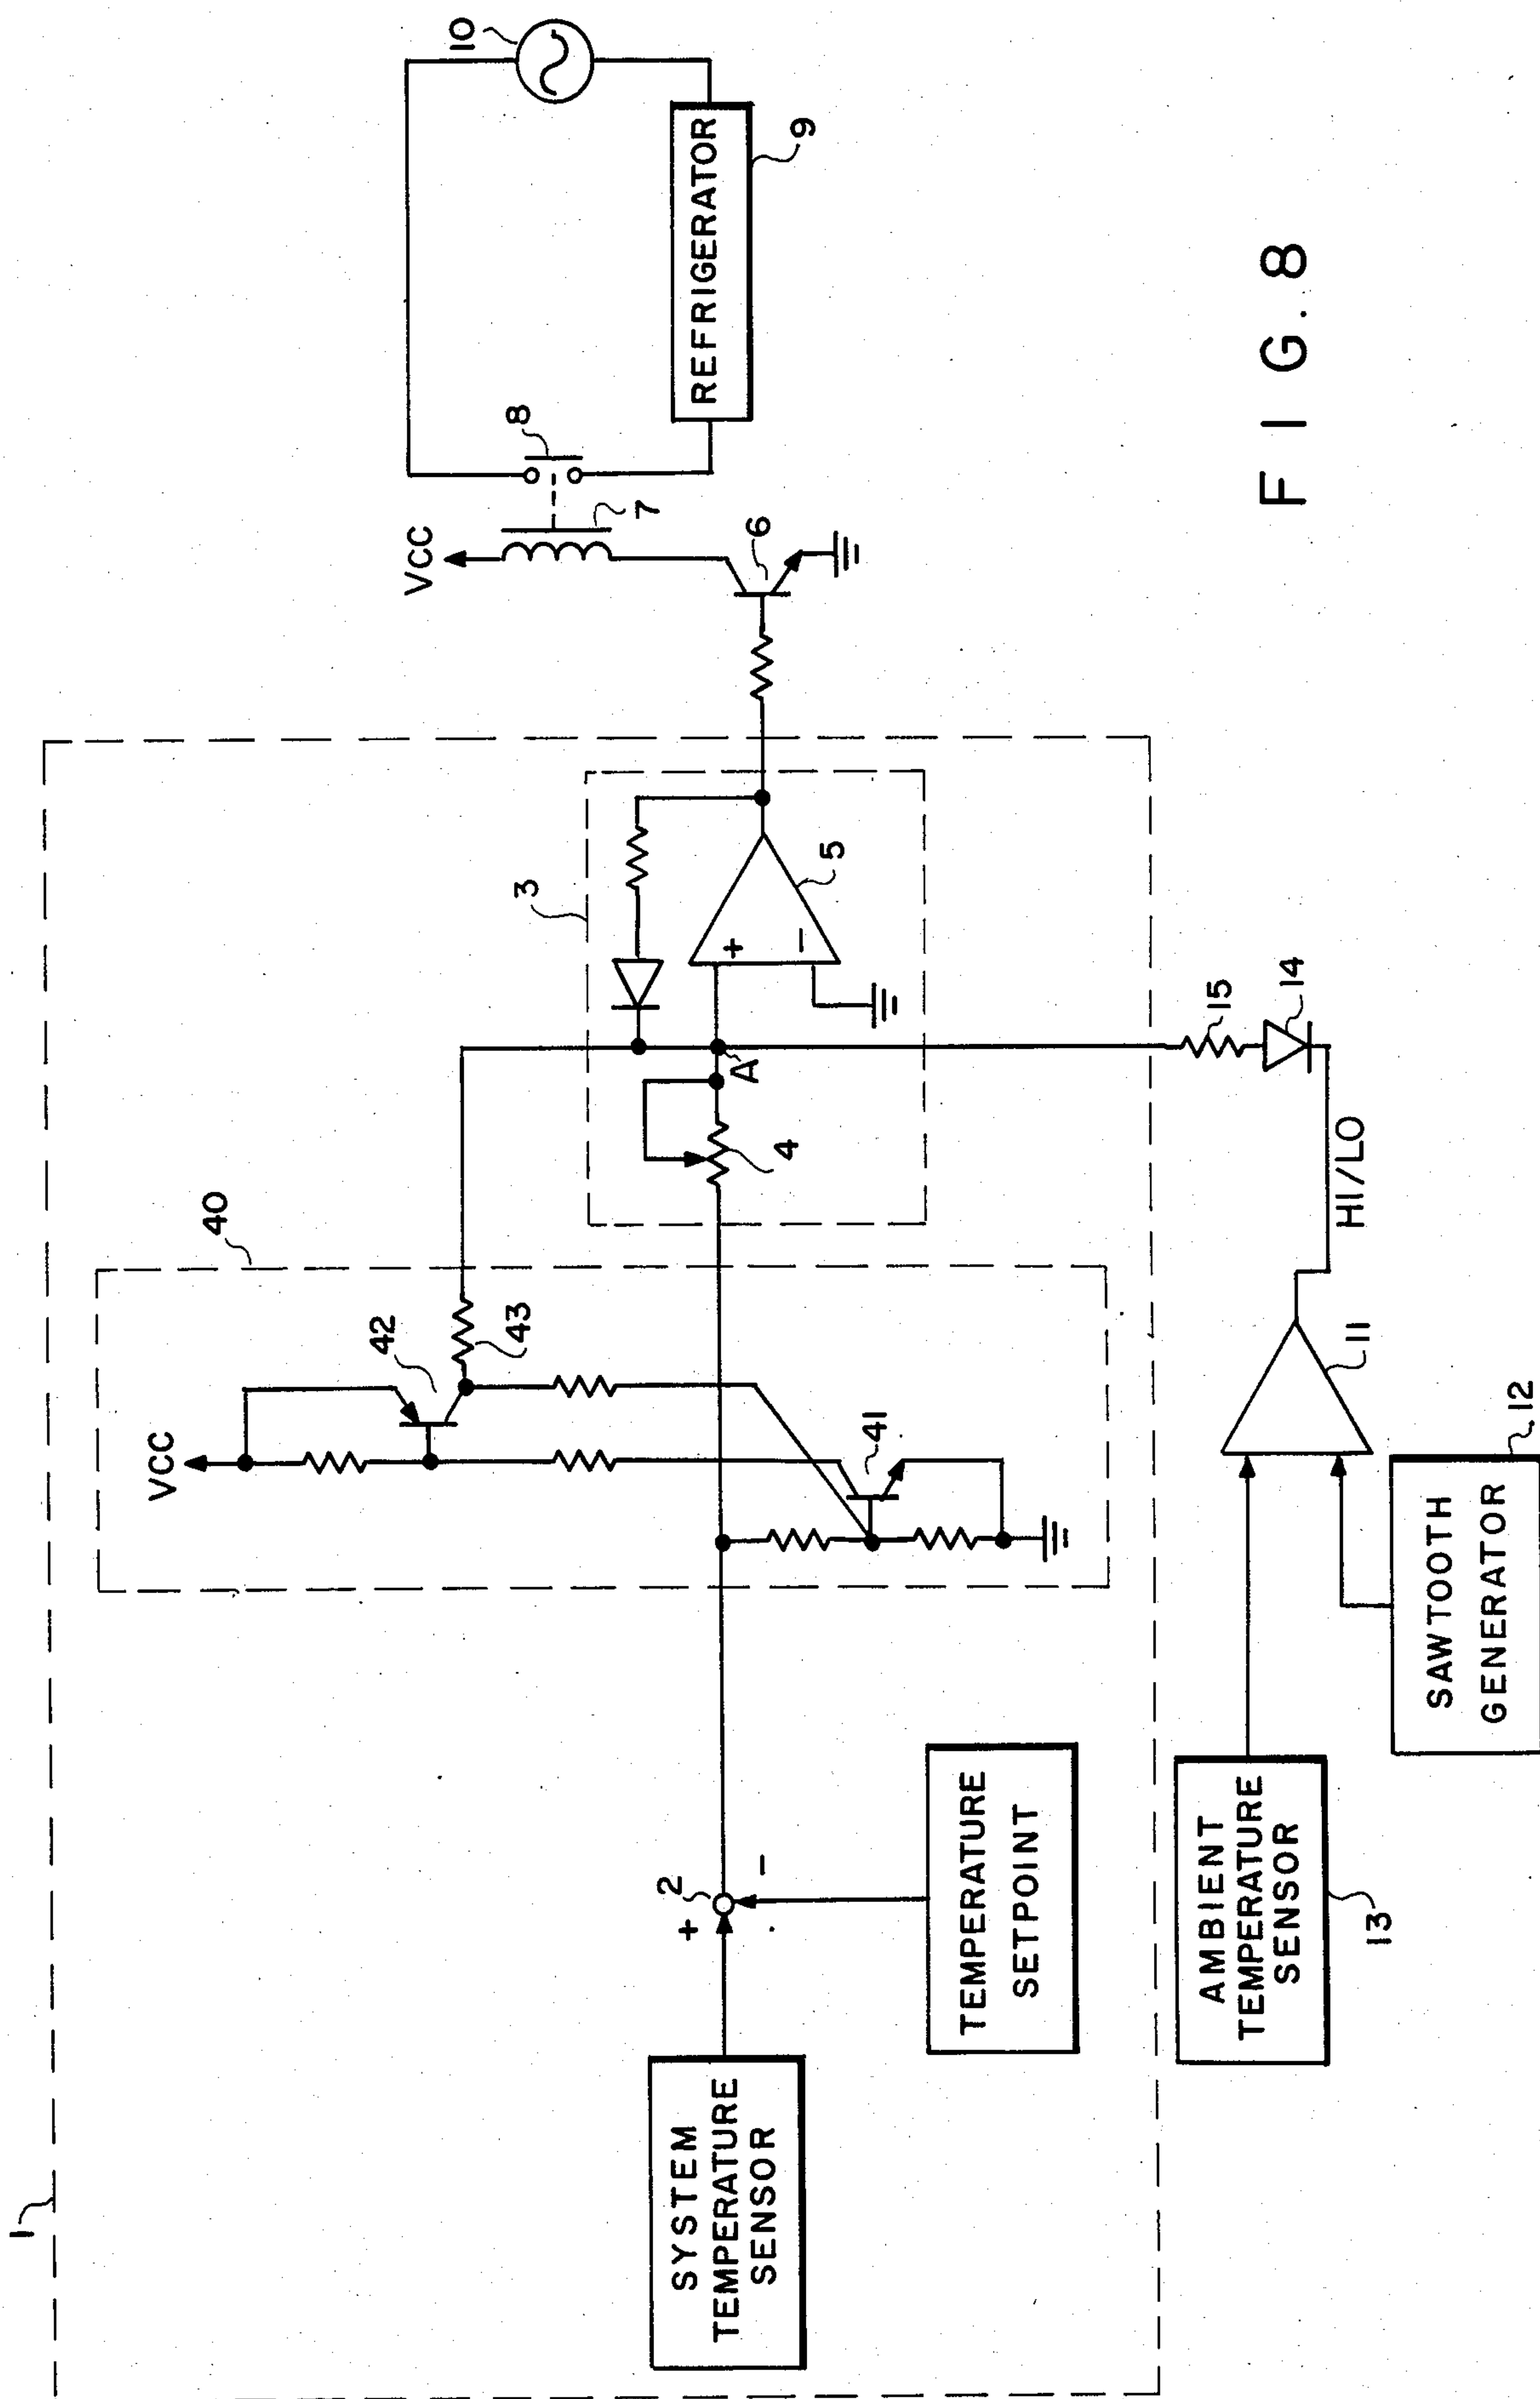 1
SYSTEM
TEMPERATURE
SENSOR
+
2
−
TEMPERATURE
SETPOINT
40
VCC
42
43
41
3
4
A
+
−
5
6
VCC
7
8
10
REFRIGERATOR
9
AMBIENT
TEMPERATURE
SENSOR
13
SAWTOOTH
GENERATOR
12
11
HI/LO
15
14
FIG. 8